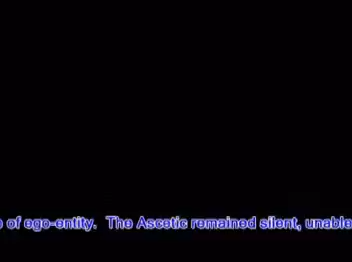 of ego-entity. The Ascetic remained silent, unable